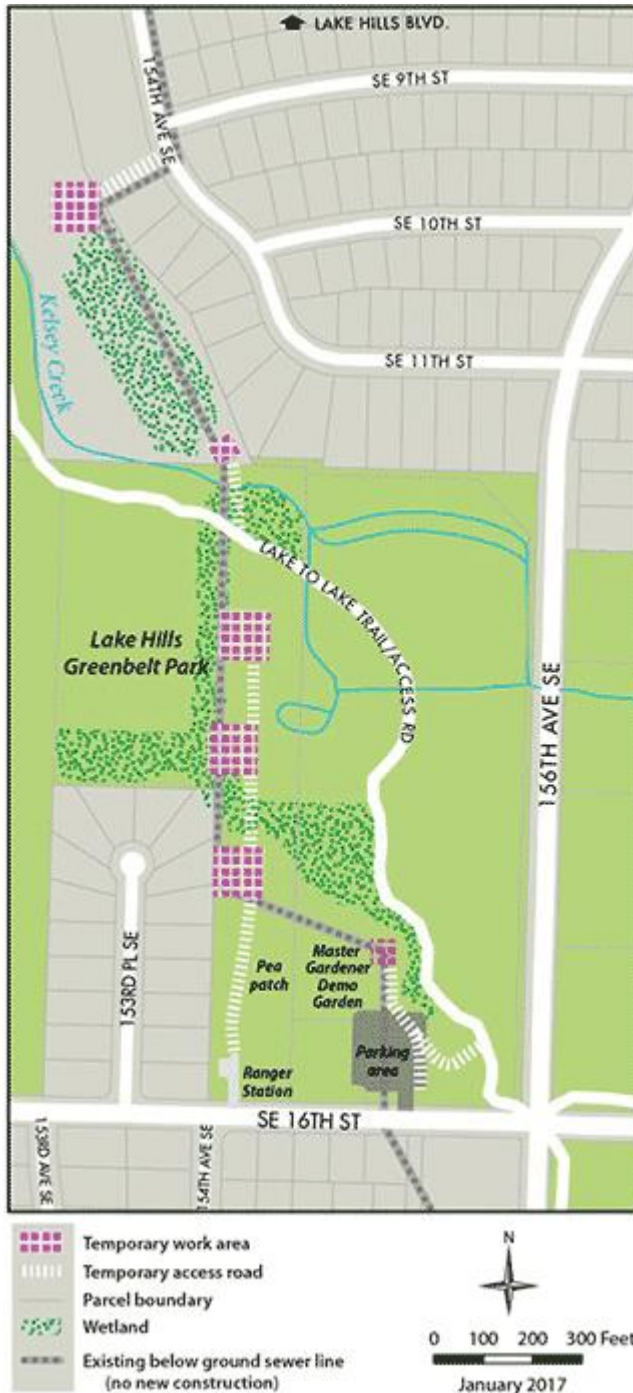 LAKE HILLS BLVD.
154TH AVE SE
SE 9TH ST
SE 10TH ST
Kelsey Creek
SE 11TH ST
LAKE TO LAKE TRAIL/ACCESS RD
Lake Hills
Greenbelt Park
156TH AVE SE
153RD PL SE
Pea
patch
Master
Gardener
Demo
Garden
Parking
area
Ranger
Station
SE 16TH ST
153RD AVE SE
154TH AVE SE
Temporary work area
Temporary access road
Parcel boundary
Wetland
Existing below ground sewer line
(no new construction)
N
0 100 200 300 Feet
January 2017